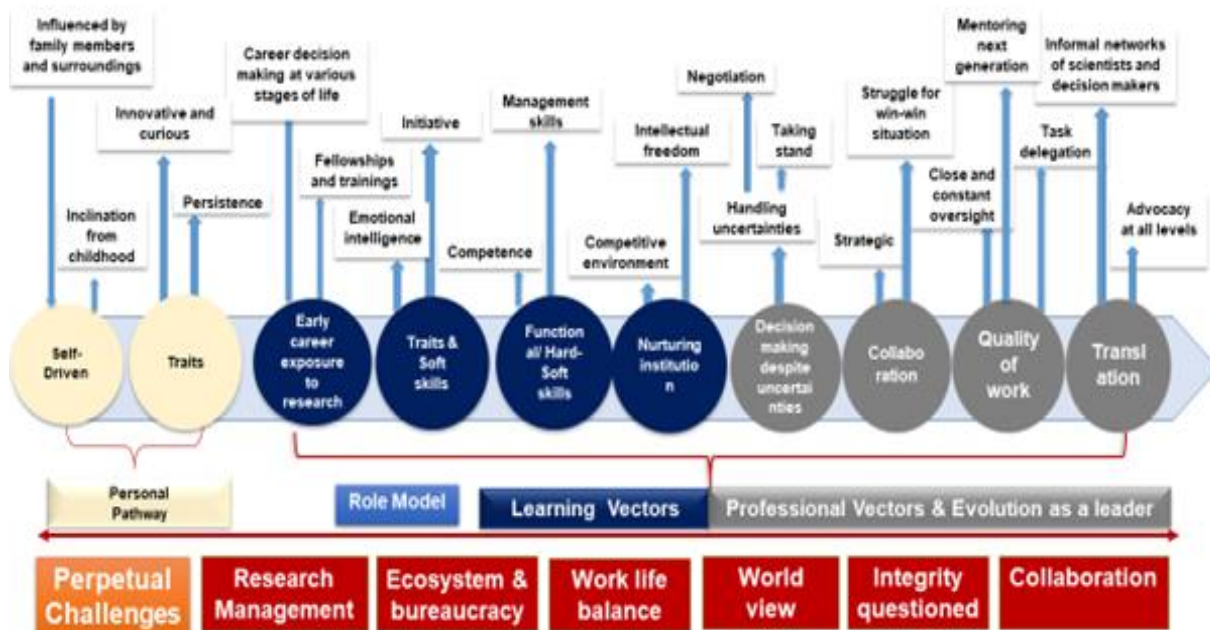 Influenced by
family members
and surroundings
Innovative and
curious
Inclination
from
childhood
Persistence
Career decision
making at various
stages of life
Fellowships
and trainings
Emotional
intelligence
Initiative
Competence
Management
skills
Competitive
environment
Intellectual
freedom
Negotiation
Taking
stand
Handling
uncertainties
Strategic
Struggle for
win-win
situation
Close and
constant
oversight
Mentoring
next
generation
Task
delegation
Informal networks
of scientists and
decision makers
Advocacy
at all levels
Self-
Driven
Traits
Early
career
exposure
to
research
Traits &
Soft
skills
Function
al/ Hard-
Soft
skills
Nurturing
institutio
n
Decision
making
despite
uncertai
nties
Collabo
ration
Quality
of
work
Transl
ation
Personal
Pathway
Role Model
Learning Vectors
Professional Vectors & Evolution as a leader
Perpetual
Challenges
Research
Management
Ecosystem &
bureaucracy
Work life
balance
World
view
Integrity
questioned
Collaboration